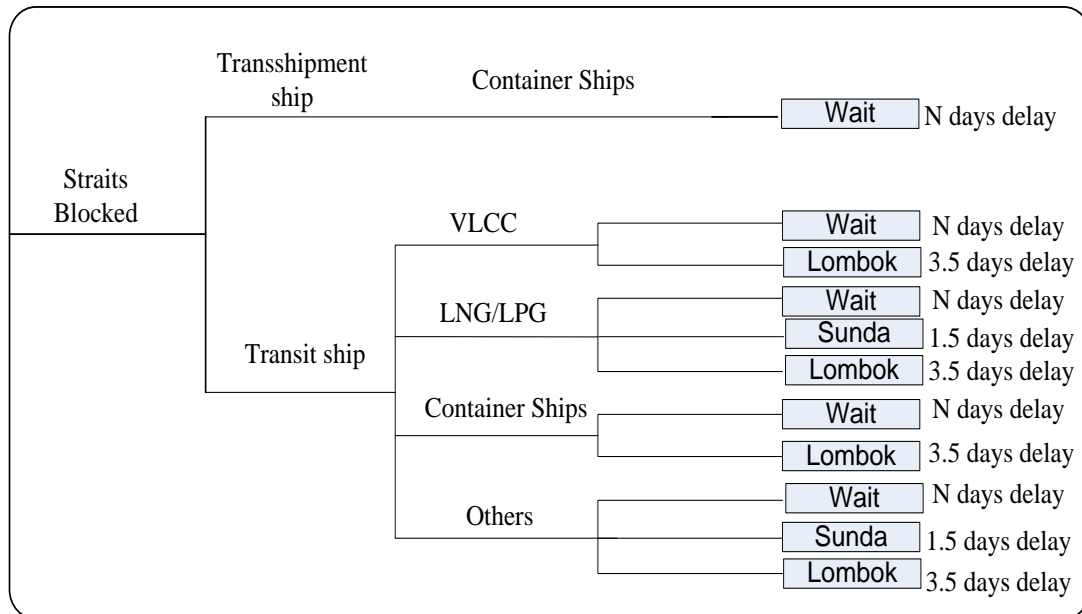 Transshipment
ship
Container Ships
Wait
N days delay
Straits
Blocked
VLCC
Wait
N days delay
Lombok
3.5 days delay
LNG/LPG
Wait
N days delay
Sunda
1.5 days delay
Lombok
3.5 days delay
Transit ship
Container Ships
Wait
N days delay
Lombok
3.5 days delay
Others
Wait
N days delay
Sunda
1.5 days delay
Lombok
3.5 days delay